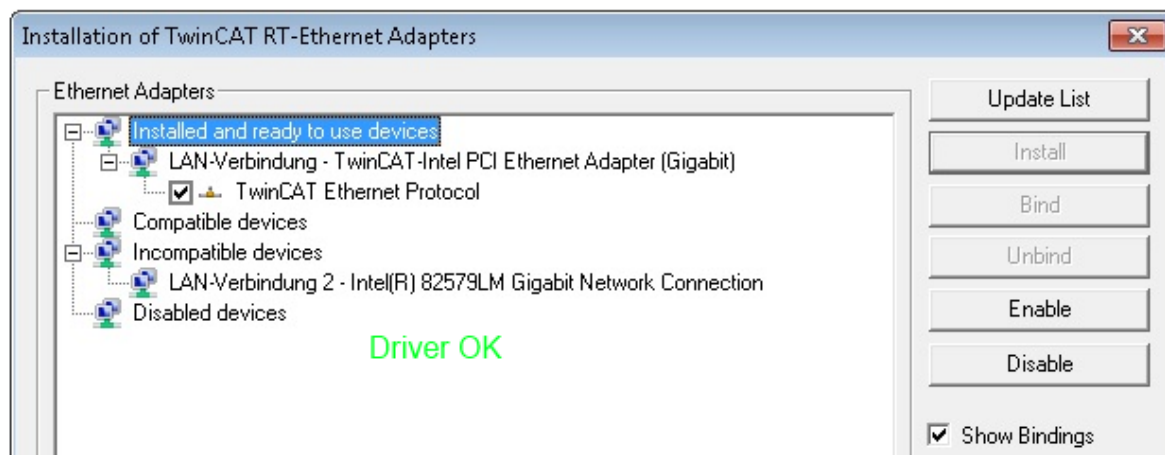 Installation of TwinCAT RT-Ethernet Adapters
Ethernet Adapters
Installed and ready to use devices
LAN-Verbindung - TwinCAT-Intel PCI Ethernet Adapter (Gigabit)
TwinCAT Ethernet Protocol
Compatible devices
Incompatible devices
LAN-Verbindung 2 - Intel(R) 82579LM Gigabit Network Connection
Disabled devices
Driver OK
Update List
Install
Bind
Unbind
Enable
Disable
Show Bindings